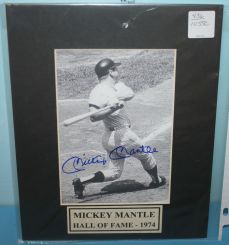 Mickey Mantle
MICKEY MANTLE
HALL OF FAME - 1974